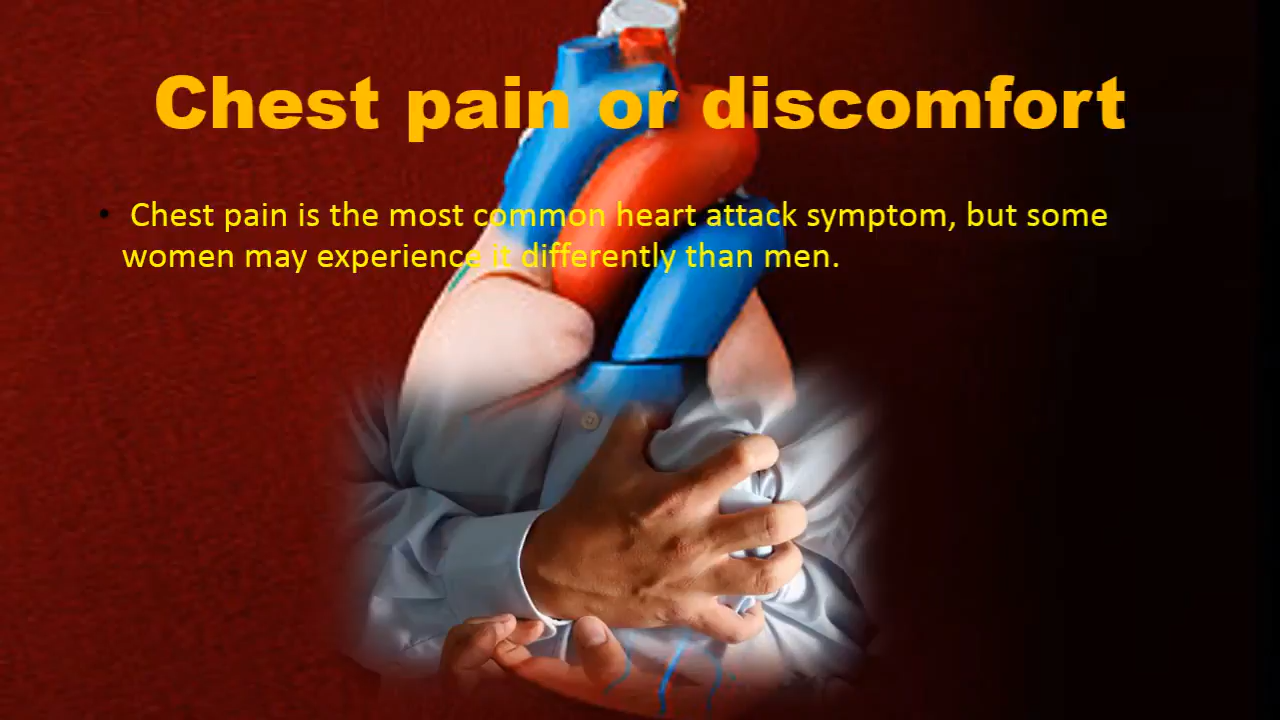 Chest pain or discomfort
• Chest pain is the most common heart attack symptom, but some
women may experience it differently than men.